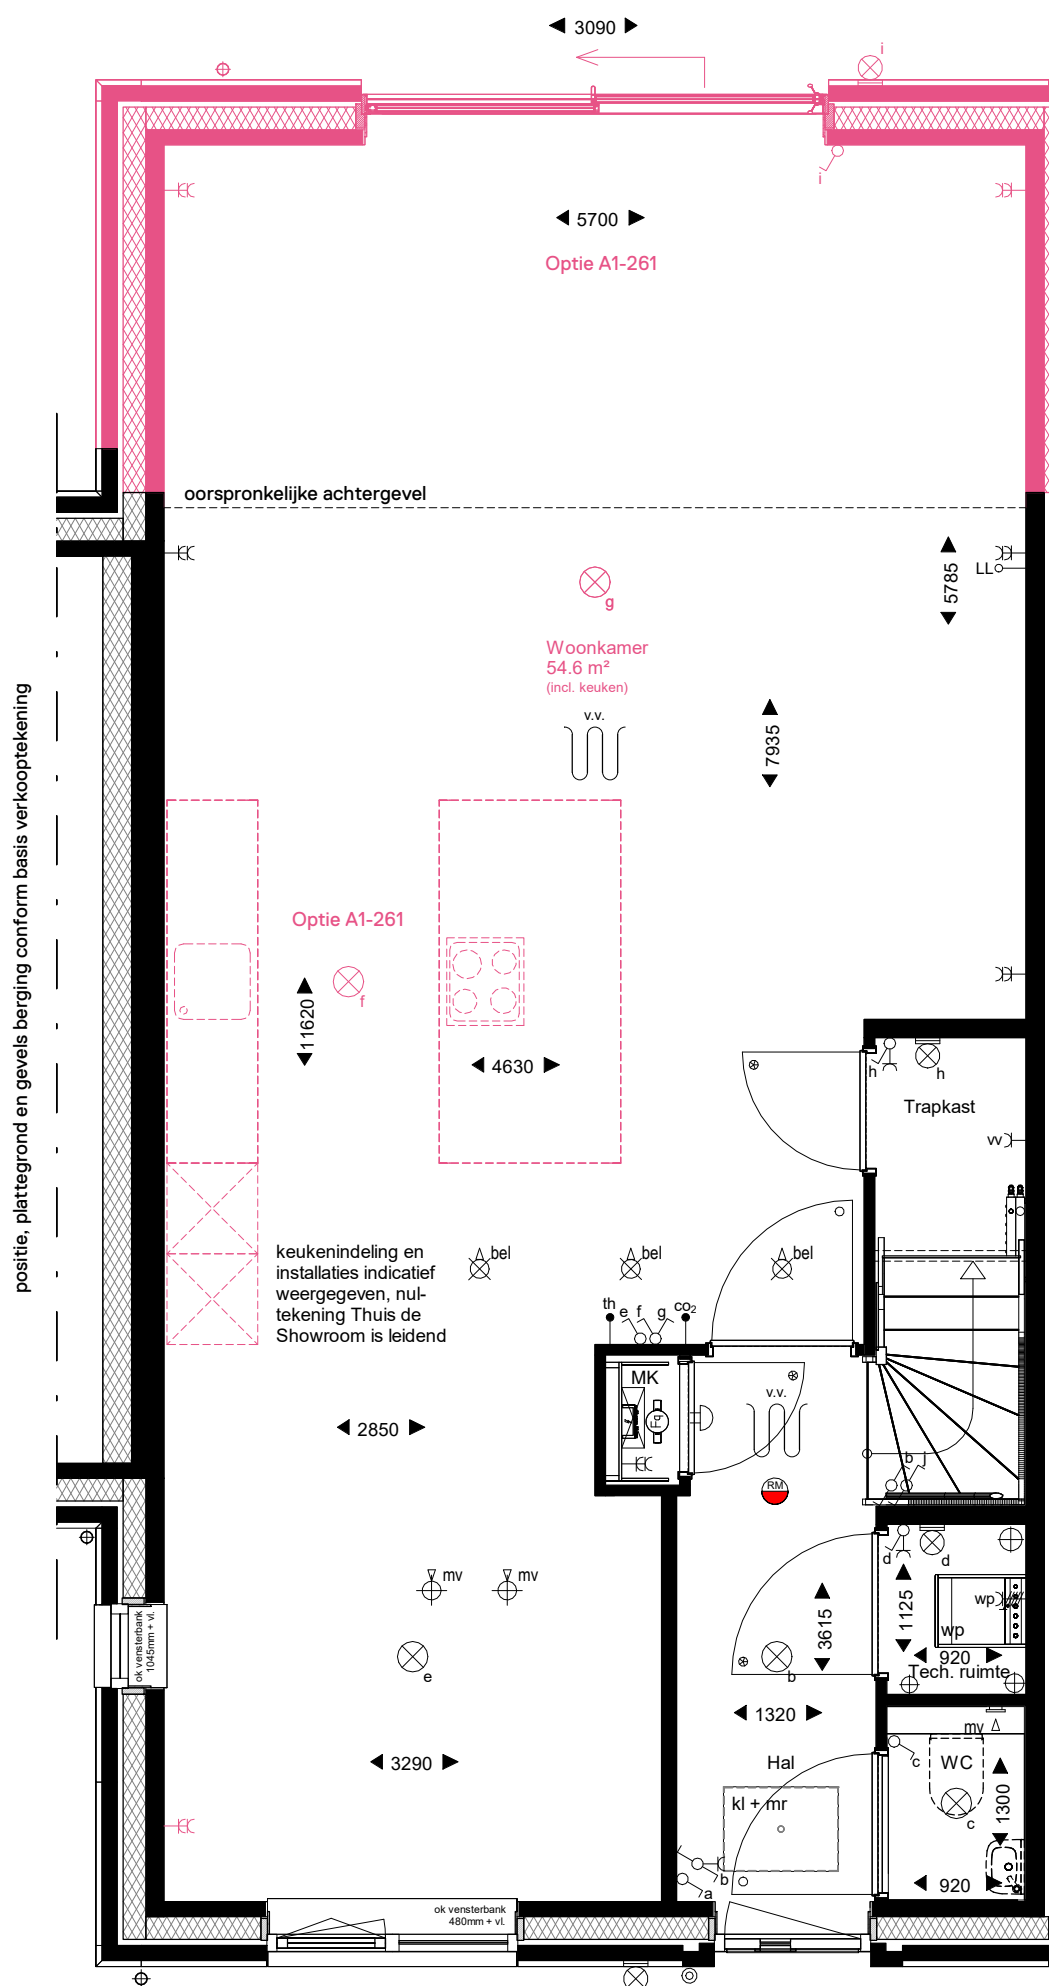 3090
i
i
5700
Optie A1-261
oorspronkelijke achtergevel
LL
5785
g
Woonkamer
54.6 m²
(incl. keuken)
v.v.
7935
positie, plattegrond en gevels berging conform basis verkooptekening
Optie A1-261
f
11620
4630
h
h
Trapkast
vv
keukenindeling en
installaties indicatief
weergegeven, nul-
tekening Thuis de
Showroom is leidend
bel
bel
bel
th
e
f
g
co₂
MK
Fq
v.v.
2850
b
RM
d
d
mv
mv
1125
wp
wp
920
Tech. ruimte
ok vensterbank
1045mm + vl.
e
b
3615
1320
mv
3290
Hal
c
WC
kl + mr
c
1300
b
a
920
ok vensterbank
480mm + vl.